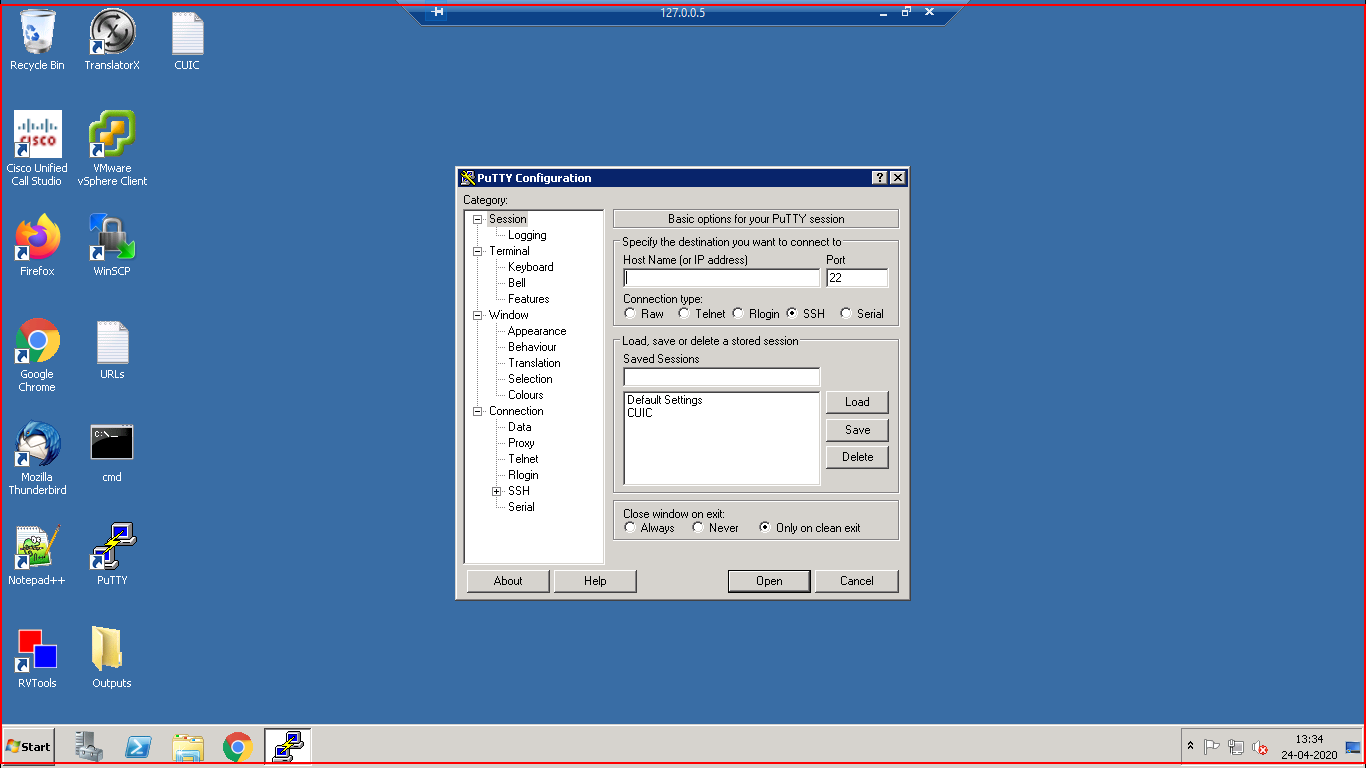 127.0.0.5
Recycle Bin
TranslatorX
CUIC
CISCO
Cisco Unified
Call Studio
VMware
vSphere Client
Firefox
WinSCP
Google
Chrome
URLs
Mozilla
Thunderbird
C:\_
cmd
Notepad++
PuTTY
RVTools
Outputs
PuTTY Configuration
Category:
Session
Logging
Terminal
Keyboard
Bell
Features
Window
Appearance
Behaviour
Translation
Selection
Colours
Connection
Data
Proxy
Telnet
Rlogin
SSH
Serial
Basic options for your PuTTY session
Specify the destination you want to connect to
Host Name (or IP address) Port
22
Connection type:
Raw Telnet Rlogin SSH Serial
Load, save or delete a stored session
Saved Sessions
Default Settings
CUIC
Load
Save
Delete
Close window on exit:
Always Never Only on clean exit
About Help Open Cancel
Start
13:34
24-04-2020